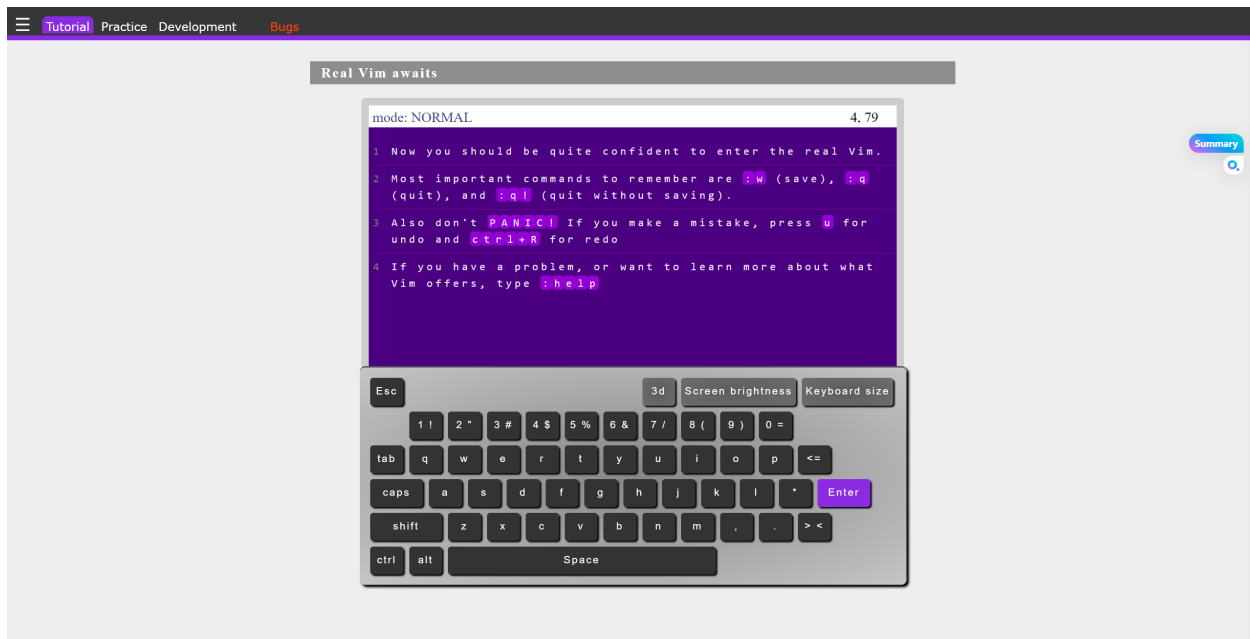 ☰ Tutorial Practice Development Bugs
Real Vim awaits
mode: NORMAL 4, 79
1 Now you should be quite confident to enter the real Vim.
2 Most important commands to remember are :w (save), :q
(quit), and :q! (quit without saving).
3 Also don't PANIC! If you make a mistake, press u for
undo and ctrl+R for redo
4 If you have a problem, or want to learn more about what
Vim offers, type :help
Summary
Esc 3d Screen brightness Keyboard size
1 ! 2 " 3 # 4 $ 5 % 6 & 7 / 8 ( 9 ) 0 =
tab q w e r t y u i o p <=
caps a s d f g h j k l * Enter
shift z x c v b n m , . > <
ctrl alt Space